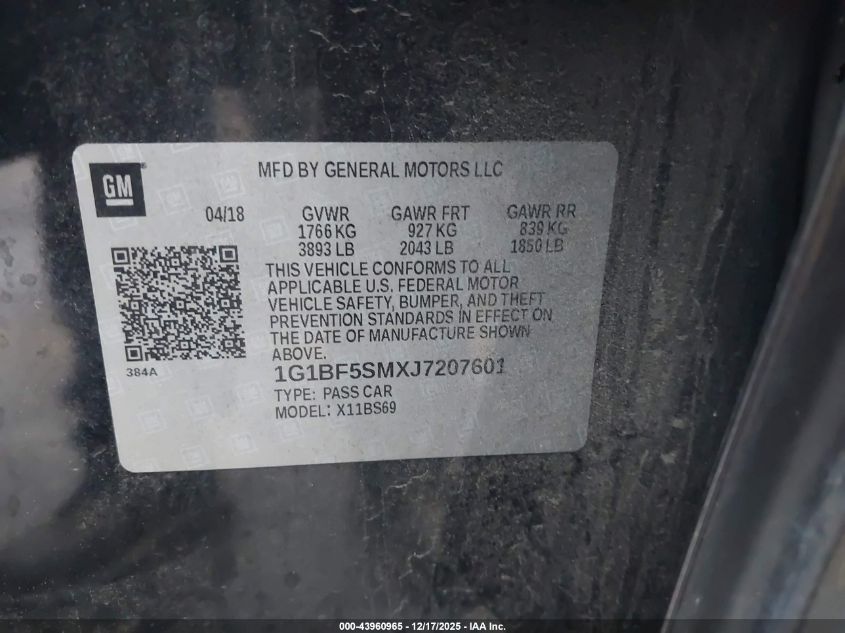 GM
MFD BY GENERAL MOTORS LLC
04/18 GVWR GAWR FRT GAWR RR
1766 KG 927 KG 839 KG
3893 LB 2043 LB 1850 LB
THIS VEHICLE CONFORMS TO ALL
APPLICABLE U.S. FEDERAL MOTOR
VEHICLE SAFETY, BUMPER, AND THEFT
PREVENTION STANDARDS IN EFFECT ON
THE DATE OF MANUFACTURE SHOWN
ABOVE.
384A
1G1BF5SMXJ7207601
TYPE: PASS CAR
MODEL: X11BS69
000-43960965 - 12/17/2025 - IAA Inc.